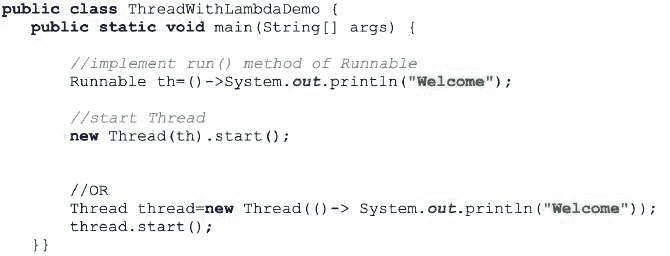 public class ThreadWithLambdaDemo {
public static void main(String[] args) {
//implement run() method of Runnable
Runnable th=()->System.out.println("Welcome");
//start Thread
new Thread(th).start();
//OR
Thread thread=new Thread(()-> System.out.println("Welcome"));
thread.start();
}}